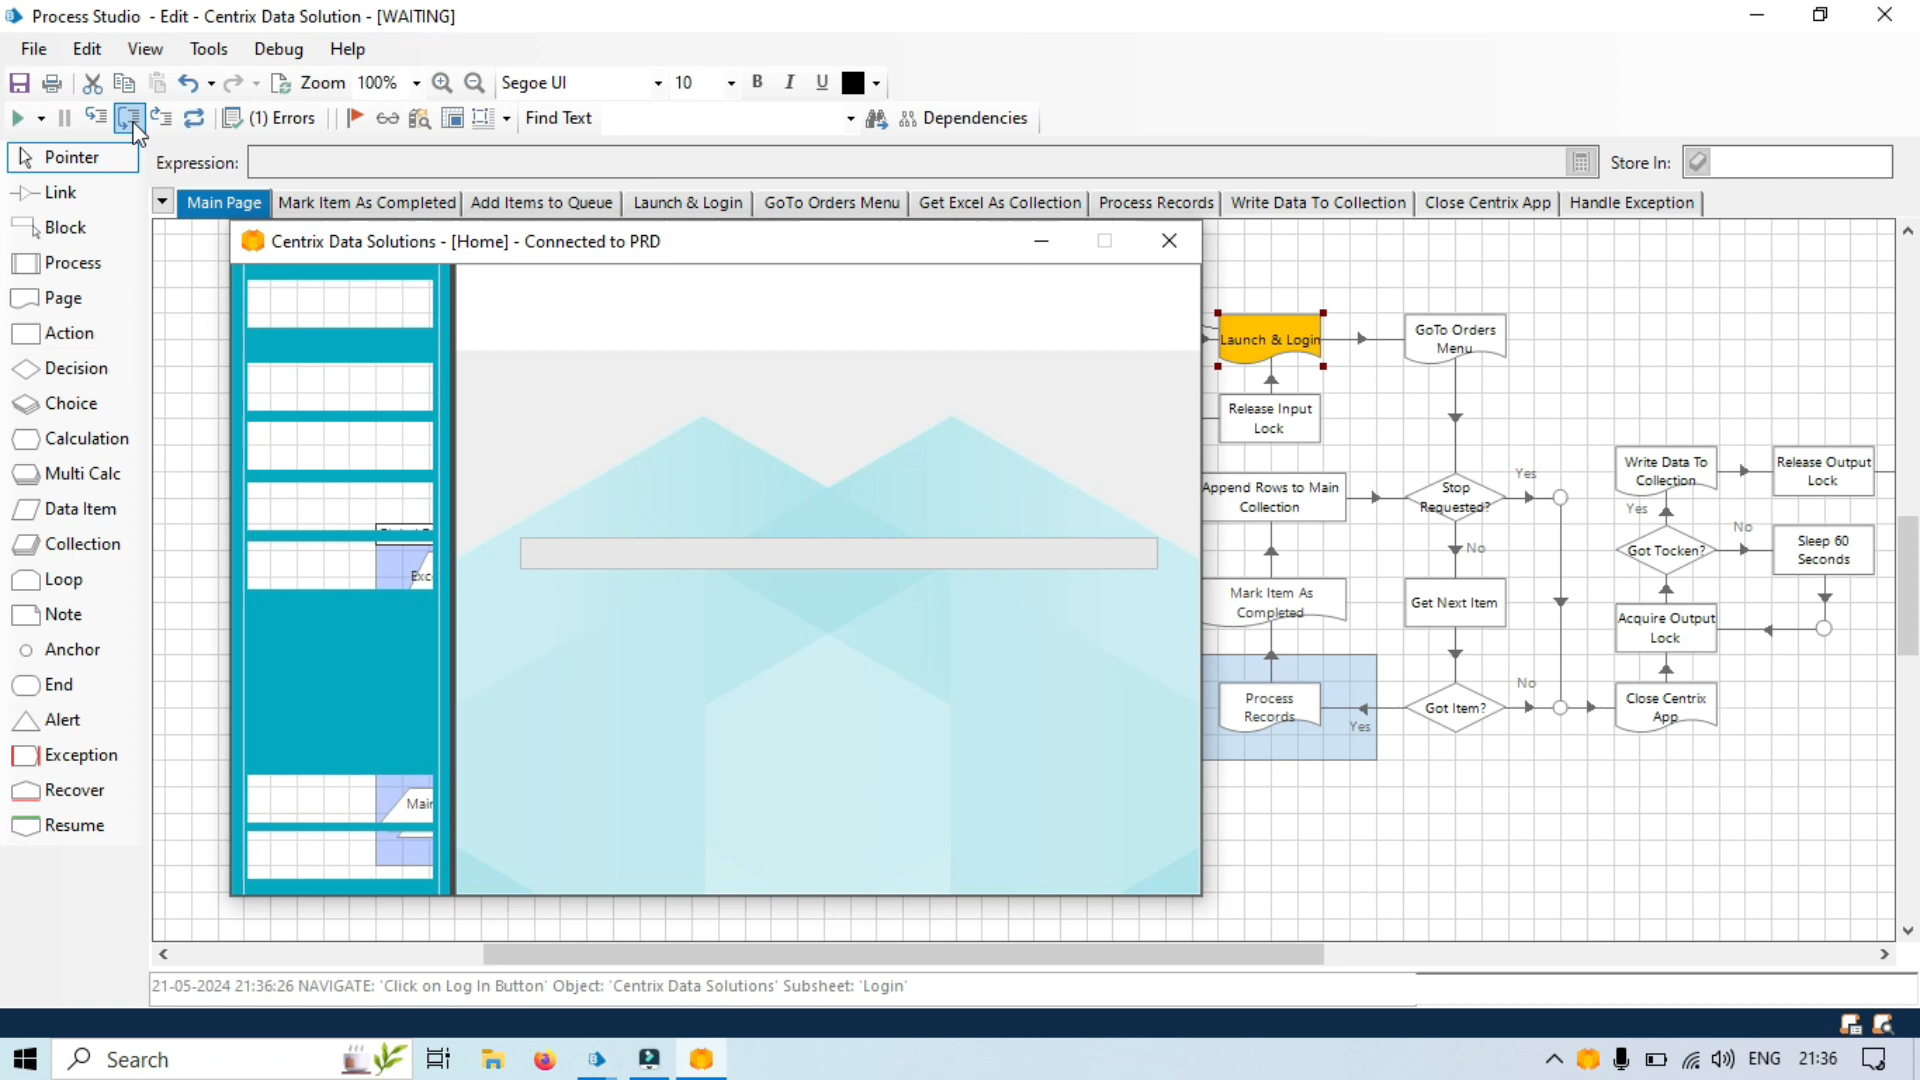 Process Studio - Edit - Centrix Data Solution - [WAITING]
File Edit View Tools Debug Help
Zoom 100% Segoe UI 10 B I U
(1) Errors Find Text Dependencies
Pointer Expression: Store In:
Link
Main Page Mark Item As Completed Add Items to Queue Launch & Login GoTo Orders Menu Get Excel As Collection Process Records Write Data To Collection Close Centrix App Handle Exception
Block
Centrix Data Solutions - [Home] - Connected to PRD
Process
Page
Action
Decision
Choice
Calculation
Multi Calc
Data Item
Collection
Loop
Note
Anchor
End
Alert
Exception
Recover
Resume
Launch & Login
GoTo Orders
Menu
Release Input
Lock
Append Rows to Main
Collection
Stop
Requested?
Yes
No
Write Data To
Collection
Release Output
Lock
Yes
No
Got Tocken?
Sleep 60
Seconds
Mark Item As
Completed
Get Next Item
Acquire Output
Lock
Process
Records
Yes
Got Item?
No
Close Centrix
App
Exc
Main
21-05-2024 21:36:26 NAVIGATE: 'Click on Log In Button' Object: 'Centrix Data Solutions' Subsheet: 'Login'
Search
ENG 21:36